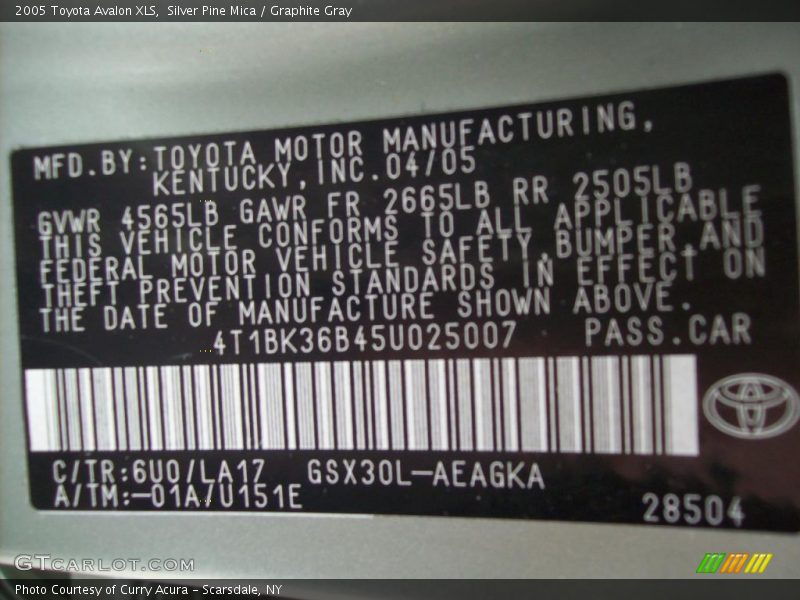 2005 Toyota Avalon XLS,  Silver Pine Mica / Graphite Gray
MFD.BY:TOYOTA MOTOR MANUFACTURING,
KENTUCKY,INC.04/05
GVWR 4565LB GAWR FR 2665LB RR 2505LB
THIS VEHICLE CONFORMS TO ALL APPLICABLE
FEDERAL MOTOR VEHICLE SAFETY,BUMPER,AND
THEFT PREVENTION STANDARDS IN EFFECT ON
THE DATE OF MANUFACTURE SHOWN ABOVE.
4T1BK36B45U025007 PASS.CAR
C/TR:6U0/LA17 GSX30L-AEAGKA
A/TM:-01A/U151E
28504
GTCARLOT.COM
Photo Courtesy of Curry Acura - Scarsdale, NY